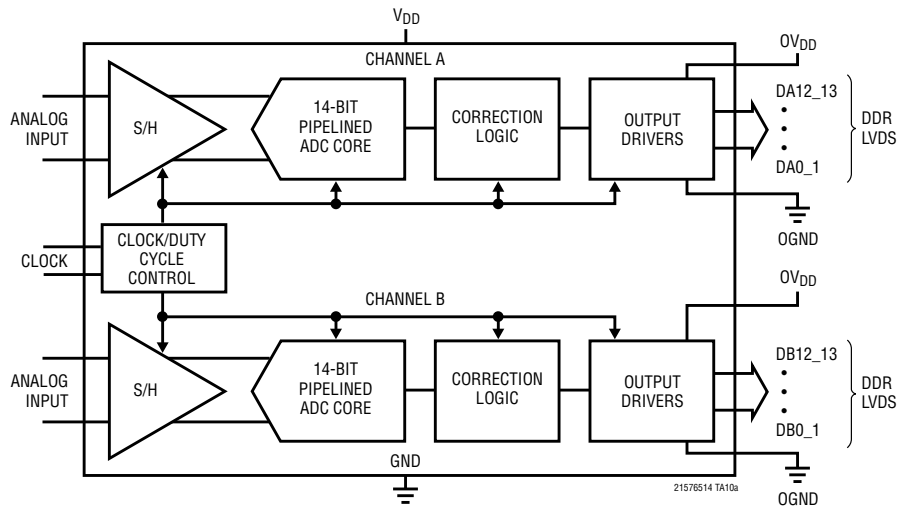 VDD
CHANNEL A
OVDD
ANALOG
INPUT
S/H
14-BIT
PIPELINED
ADC CORE
CORRECTION
LOGIC
OUTPUT
DRIVERS
DA12_13
•
•
•
DA0_1
DDR
LVDS
OGND
CLOCK
CLOCK/DUTY
CYCLE
CONTROL
CHANNEL B
OVDD
ANALOG
INPUT
S/H
14-BIT
PIPELINED
ADC CORE
CORRECTION
LOGIC
OUTPUT
DRIVERS
DB12_13
•
•
•
DB0_1
DDR
LVDS
GND
21576514 TA10a
OGND